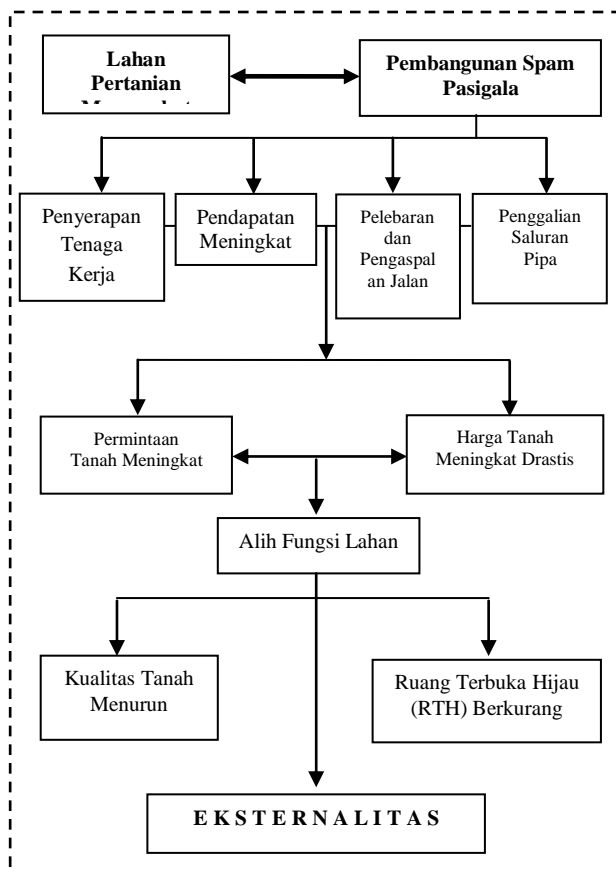 Lahan
Pertanian
Pembangunan Spam
Pasigala
Penyerapan
Tenaga
Kerja
Pendapatan
Meningkat
Pelebaran
dan
Pengaspal
an Jalan
Penggalian
Saluran
Pipa
Permintaan
Tanah Meningkat
Harga Tanah
Meningkat Drastis
Alih Fungsi Lahan
Kualitas Tanah
Menurun
Ruang Terbuka Hijau
(RTH) Berkurang
E K S T E R N A L I T A S